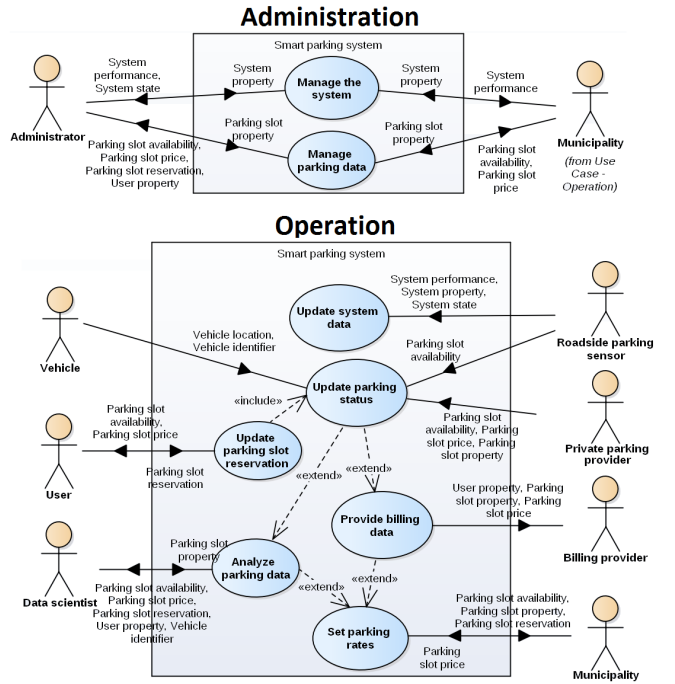 Administration
Smart parking system
System
performance,
System state
System
property
Manage the
system
System
property
System
performance
Administrator
Municipality
(from Use
Case -
Operation)
Parking slot
property
Parking slot
property
Parking slot availability,
Parking slot price,
Parking slot reservation,
User property
Manage
parking data
Parking slot
availability,
Parking slot
price
Operation
Smart parking system
System performance,
System property,
System state
Update system
data
Roadside parking
sensor
Vehicle
Vehicle location,
Vehicle identifier
Parking slot
availability
Update parking
status
«include»
Parking slot
availability,
Parking slot price
Parking slot
availability, Parking
slot price, Parking
slot property
Private parking
provider
User
Parking slot
reservation
Update
parking slot
reservation
«extend»
«extend»
User property, Parking
slot property, Parking
slot price
Provide billing
data
Billing provider
Parking slot
property
Analyze
parking data
Data scientist
Parking slot availability,
Parking slot price,
Parking slot reservation,
User property, Vehicle
identifier
«extend»
«extend»
Parking slot availability,
Parking slot property,
Parking slot reservation
Set parking
rates
Parking
slot price
Municipality